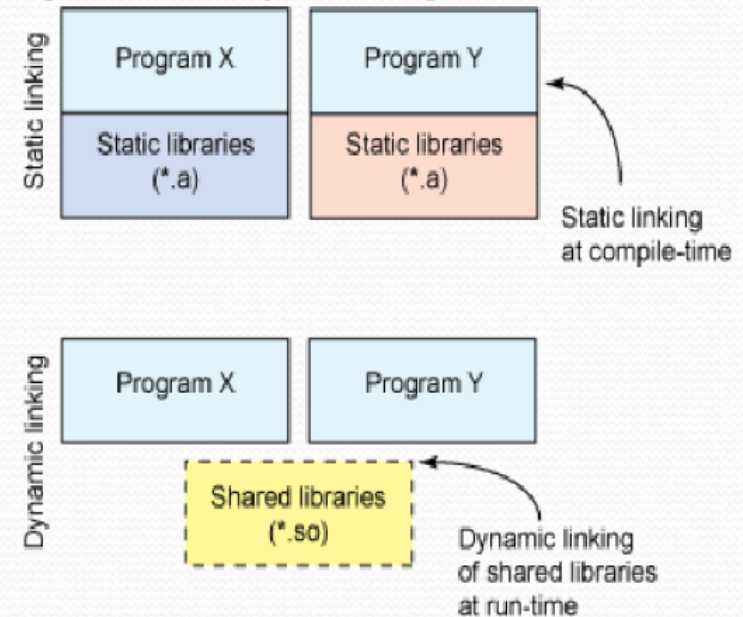 Static linking
Program X
Program Y
Static libraries
(*.a)
Static libraries
(*.a)
Static linking
at compile-time
Dynamic linking
Program X
Program Y
Shared libraries
(*.so)
Dynamic linking
of shared libraries
at run-time